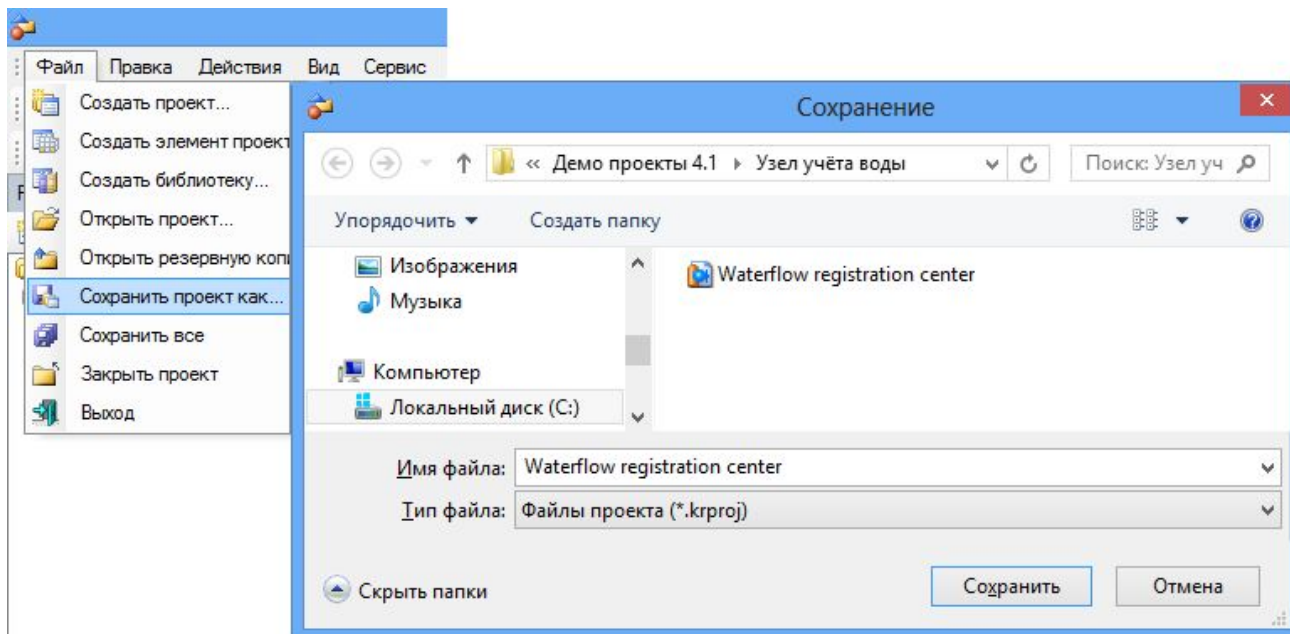 Файл Правка Действия Вид Сервис
Создать проект...
Создать элемент проект
Создать библиотеку...
Открыть проект...
Открыть резервную копи
Сохранить проект как...
Сохранить все
Закрыть проект
Выход
Сохранение
« Демо проекты 4.1 Узел учёта воды
Поиск: Узел уч
Упорядочить Создать папку
Изображения
Музыка
Компьютер
Локальный диск (C:)
Waterflow registration center
Имя файла: Waterflow registration center
Тип файла: Файлы проекта (*.krproj)
Скрыть папки
Сохранить Отмена